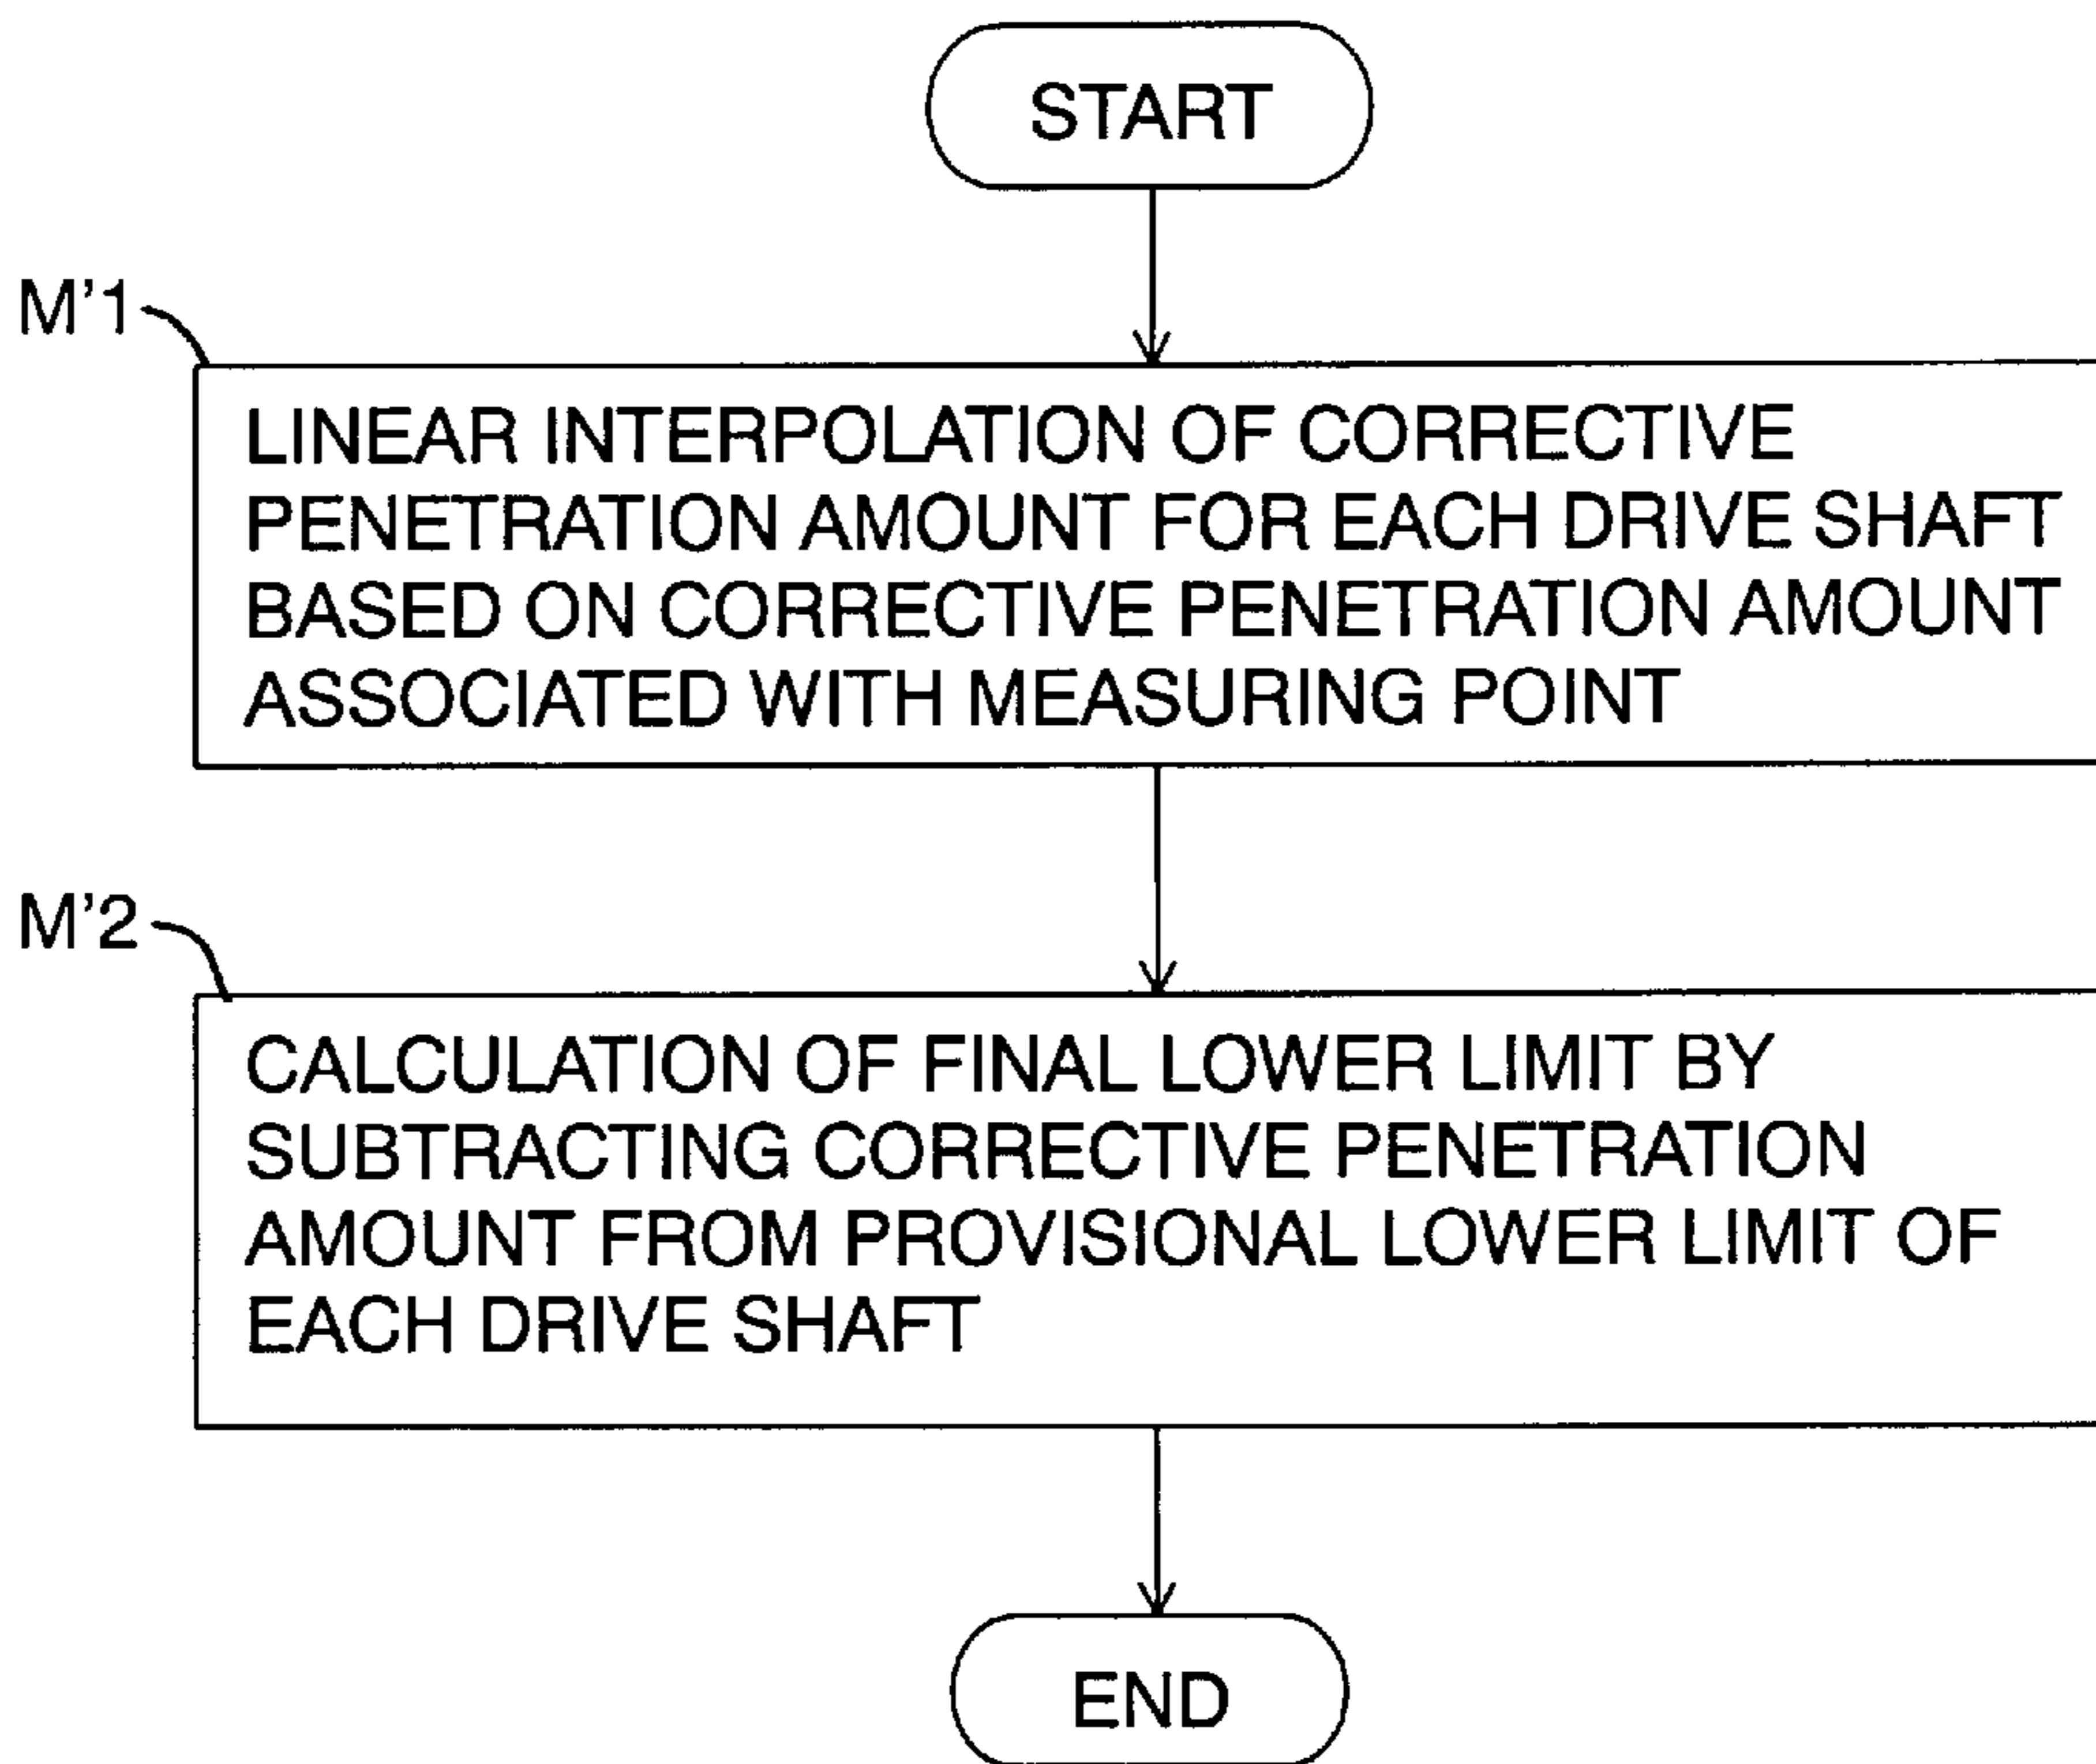 START
M'1
LINEAR INTERPOLATION OF CORRECTIVE
PENETRATION AMOUNT FOR EACH DRIVE SHAFT
BASED ON CORRECTIVE PENETRATION AMOUNT
ASSOCIATED WITH MEASURING POINT
M'2
CALCULATION OF FINAL LOWER LIMIT BY
SUBTRACTING CORRECTIVE PENETRATION
AMOUNT FROM PROVISIONAL LOWER LIMIT OF
EACH DRIVE SHAFT
END